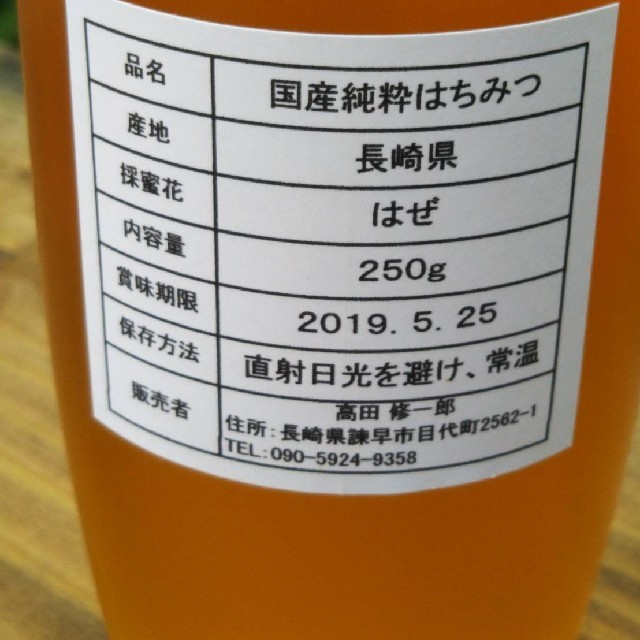 品名 国産純粋はちみつ
産地 長崎県
採蜜花 はぜ
内容量 250g
賞味期限 2019. 5. 25
保存方法 直射日光を避け、常温
販売者 高田 修一郎
住所:長崎県諫早市目代町2562-1
TEL:090-5924-9358